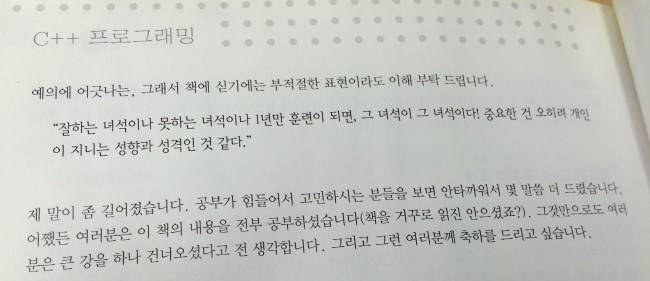 C++ 프로그래밍
예의에 어긋나는, 그래서 책에 싣기에는 부적절한 표현이라도 이해 부탁 드립니다.
“잘하는 녀석이나 못하는 녀석이나 1년만 훈련이 되면, 그 녀석이 그 녀석이다! 중요한 건 오히려 개인
이 지니는 성향과 성격인 것 같다.”
제 말이 좀 길어졌습니다. 공부가 힘들어서 고민하시는 분들을 보면 안타까워서 몇 말씀 더 드렸습니다.
어쨌든 여러분은 이 책의 내용을 전부 공부하셨습니다(책을 거꾸로 읽진 안으셨죠?). 그것만으로도 여러
분은 큰 강을 하나 건너오셨다고 전 생각합니다. 그리고 그런 여러분께 축하를 드리고 싶습니다.